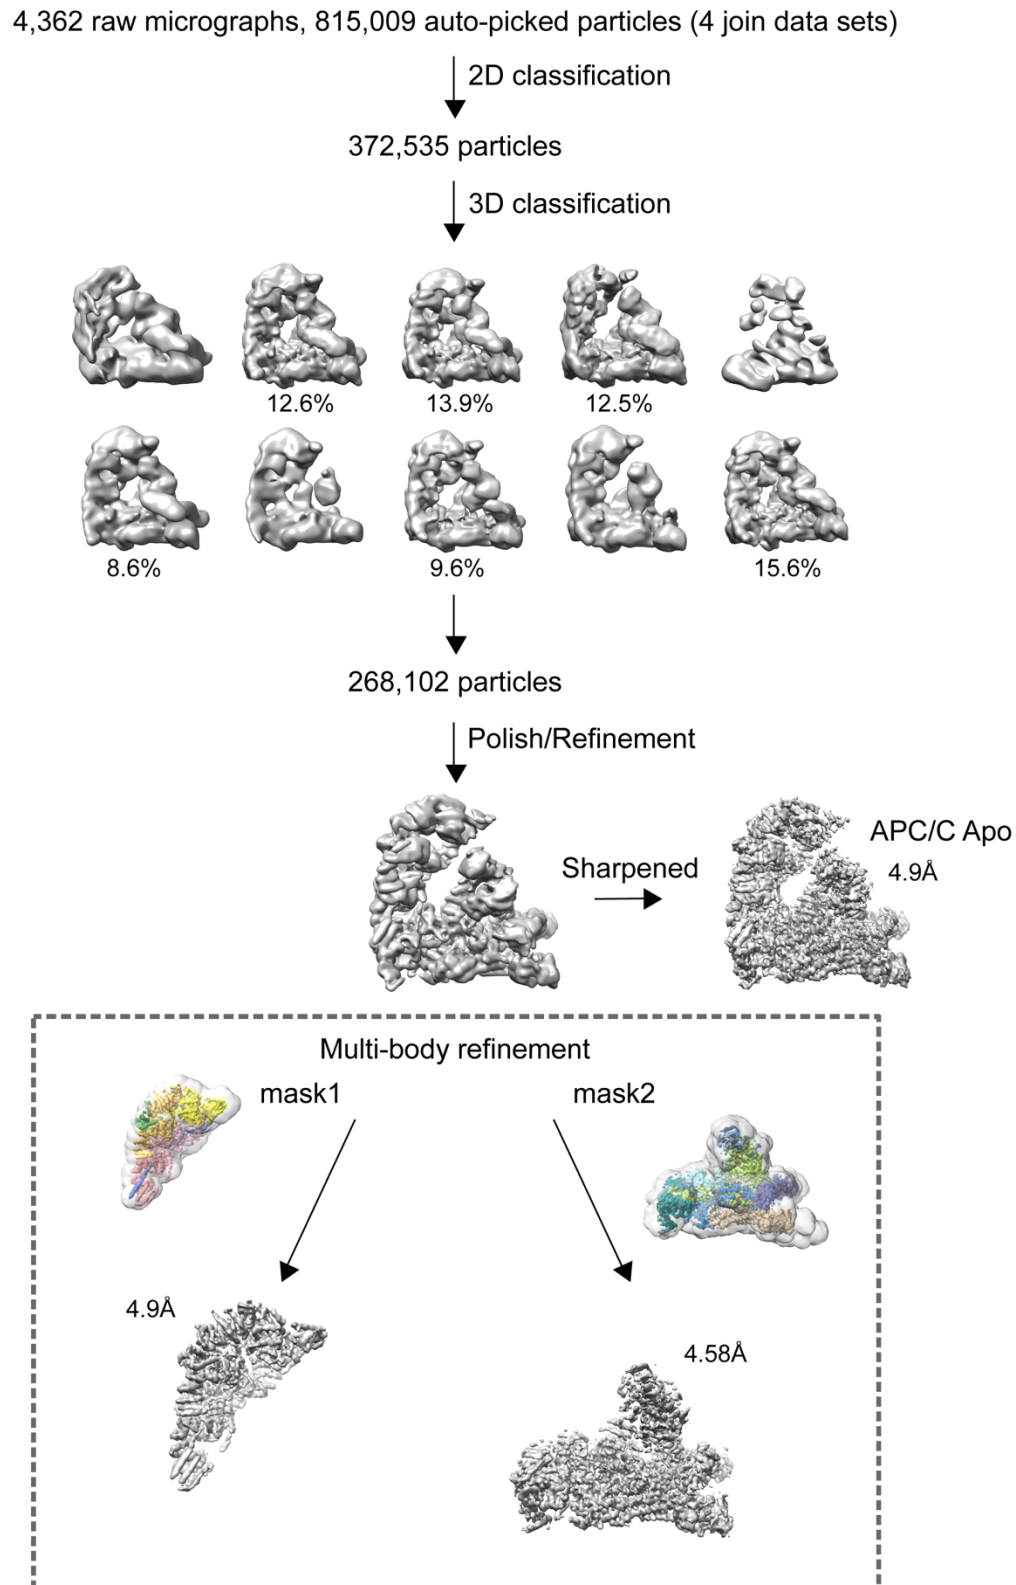 4,362 raw micrographs, 815,009 auto-picked particles (4 join data sets)
2D classification
372,535 particles
3D classification
12.6%
13.9%
12.5%
8.6%
9.6%
15.6%
268,102 particles
Polish/Refinement
Sharpened
APC/C Apo
4.9Å
Multi-body refinement
mask1
mask2
4.9Å
4.58Å